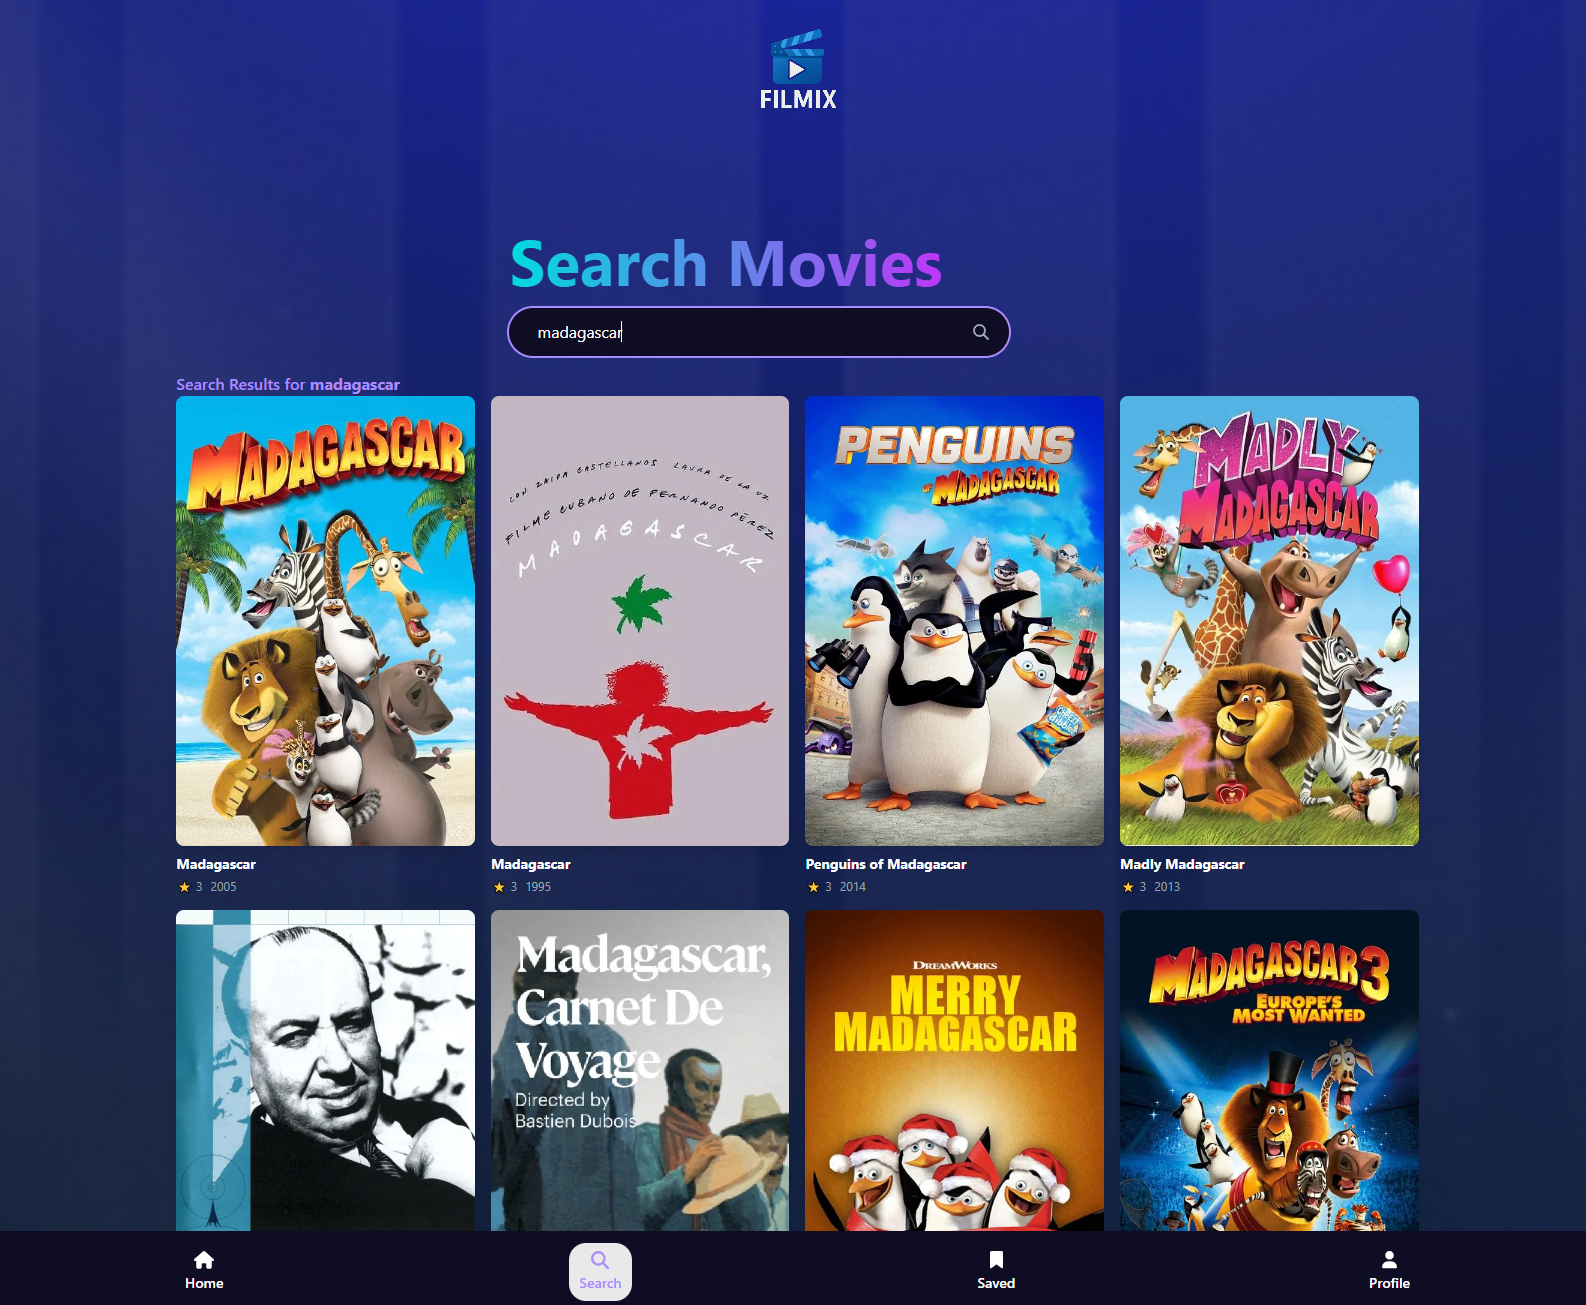 FILMIX
Search Movies
madagascar
Search Results for madagascar
MADAGASCAR
CON ZAIDA CASTELLANOS LAURA DE LA UZ
FILME CUBANO DE FERNANDO PÉREZ
MADAGASCAR
PENGUINS
OF MADAGASCAR
CHEEZY
DIBBLES
MADLY
MADAGASCAR
Madagascar
★ 3 2005
Madagascar
★ 3 1995
Penguins of Madagascar
★ 3 2014
Madly Madagascar
★ 3 2013
Madagascar,
Carnet De
Voyage
Directed by
Bastien Dubois
DREAMWORKS
MERRY
MADAGASCAR
MADAGASCAR 3
EUROPE'S
MOST WANTED
Home
Search
Saved
Profile